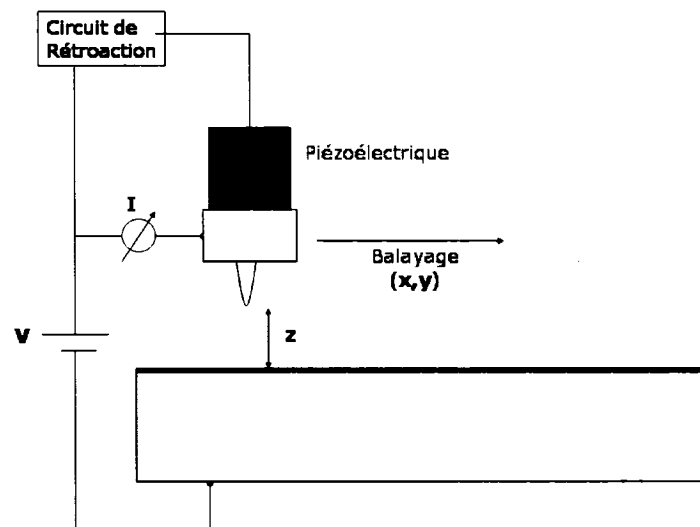 Circuit de
Rétroaction
Piézoélectrique
I
Balayage
(x,y)
V
z